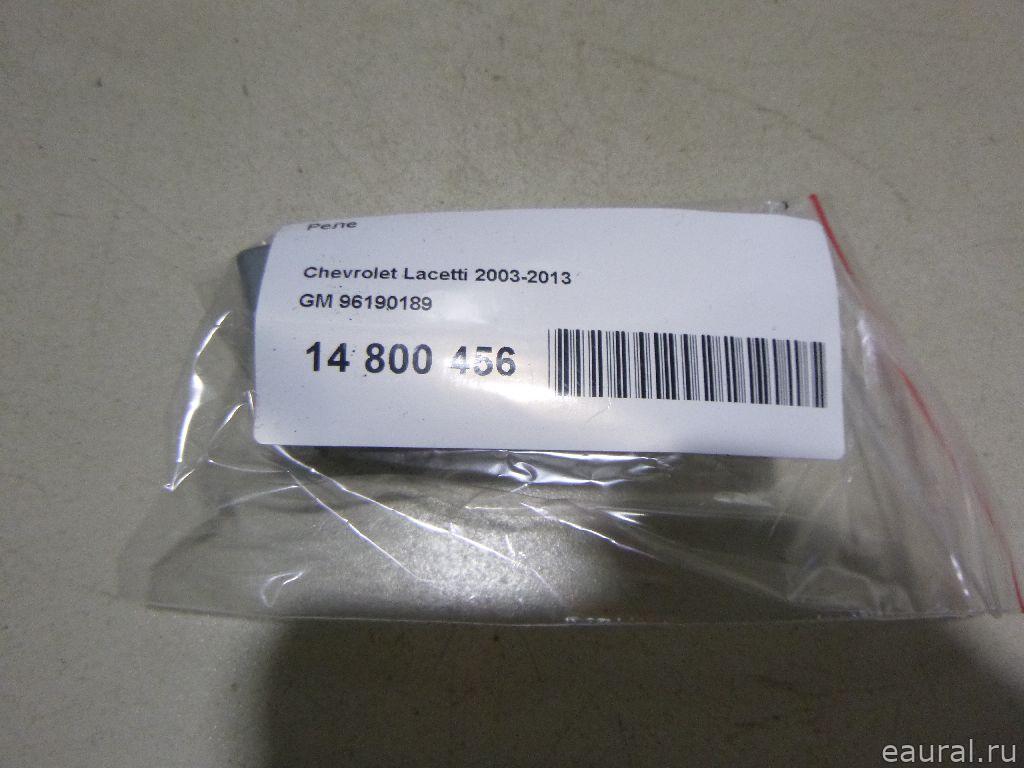 Реле
Chevrolet Lacetti 2003-2013
GM 96190189
14 800 456
eaural.ru